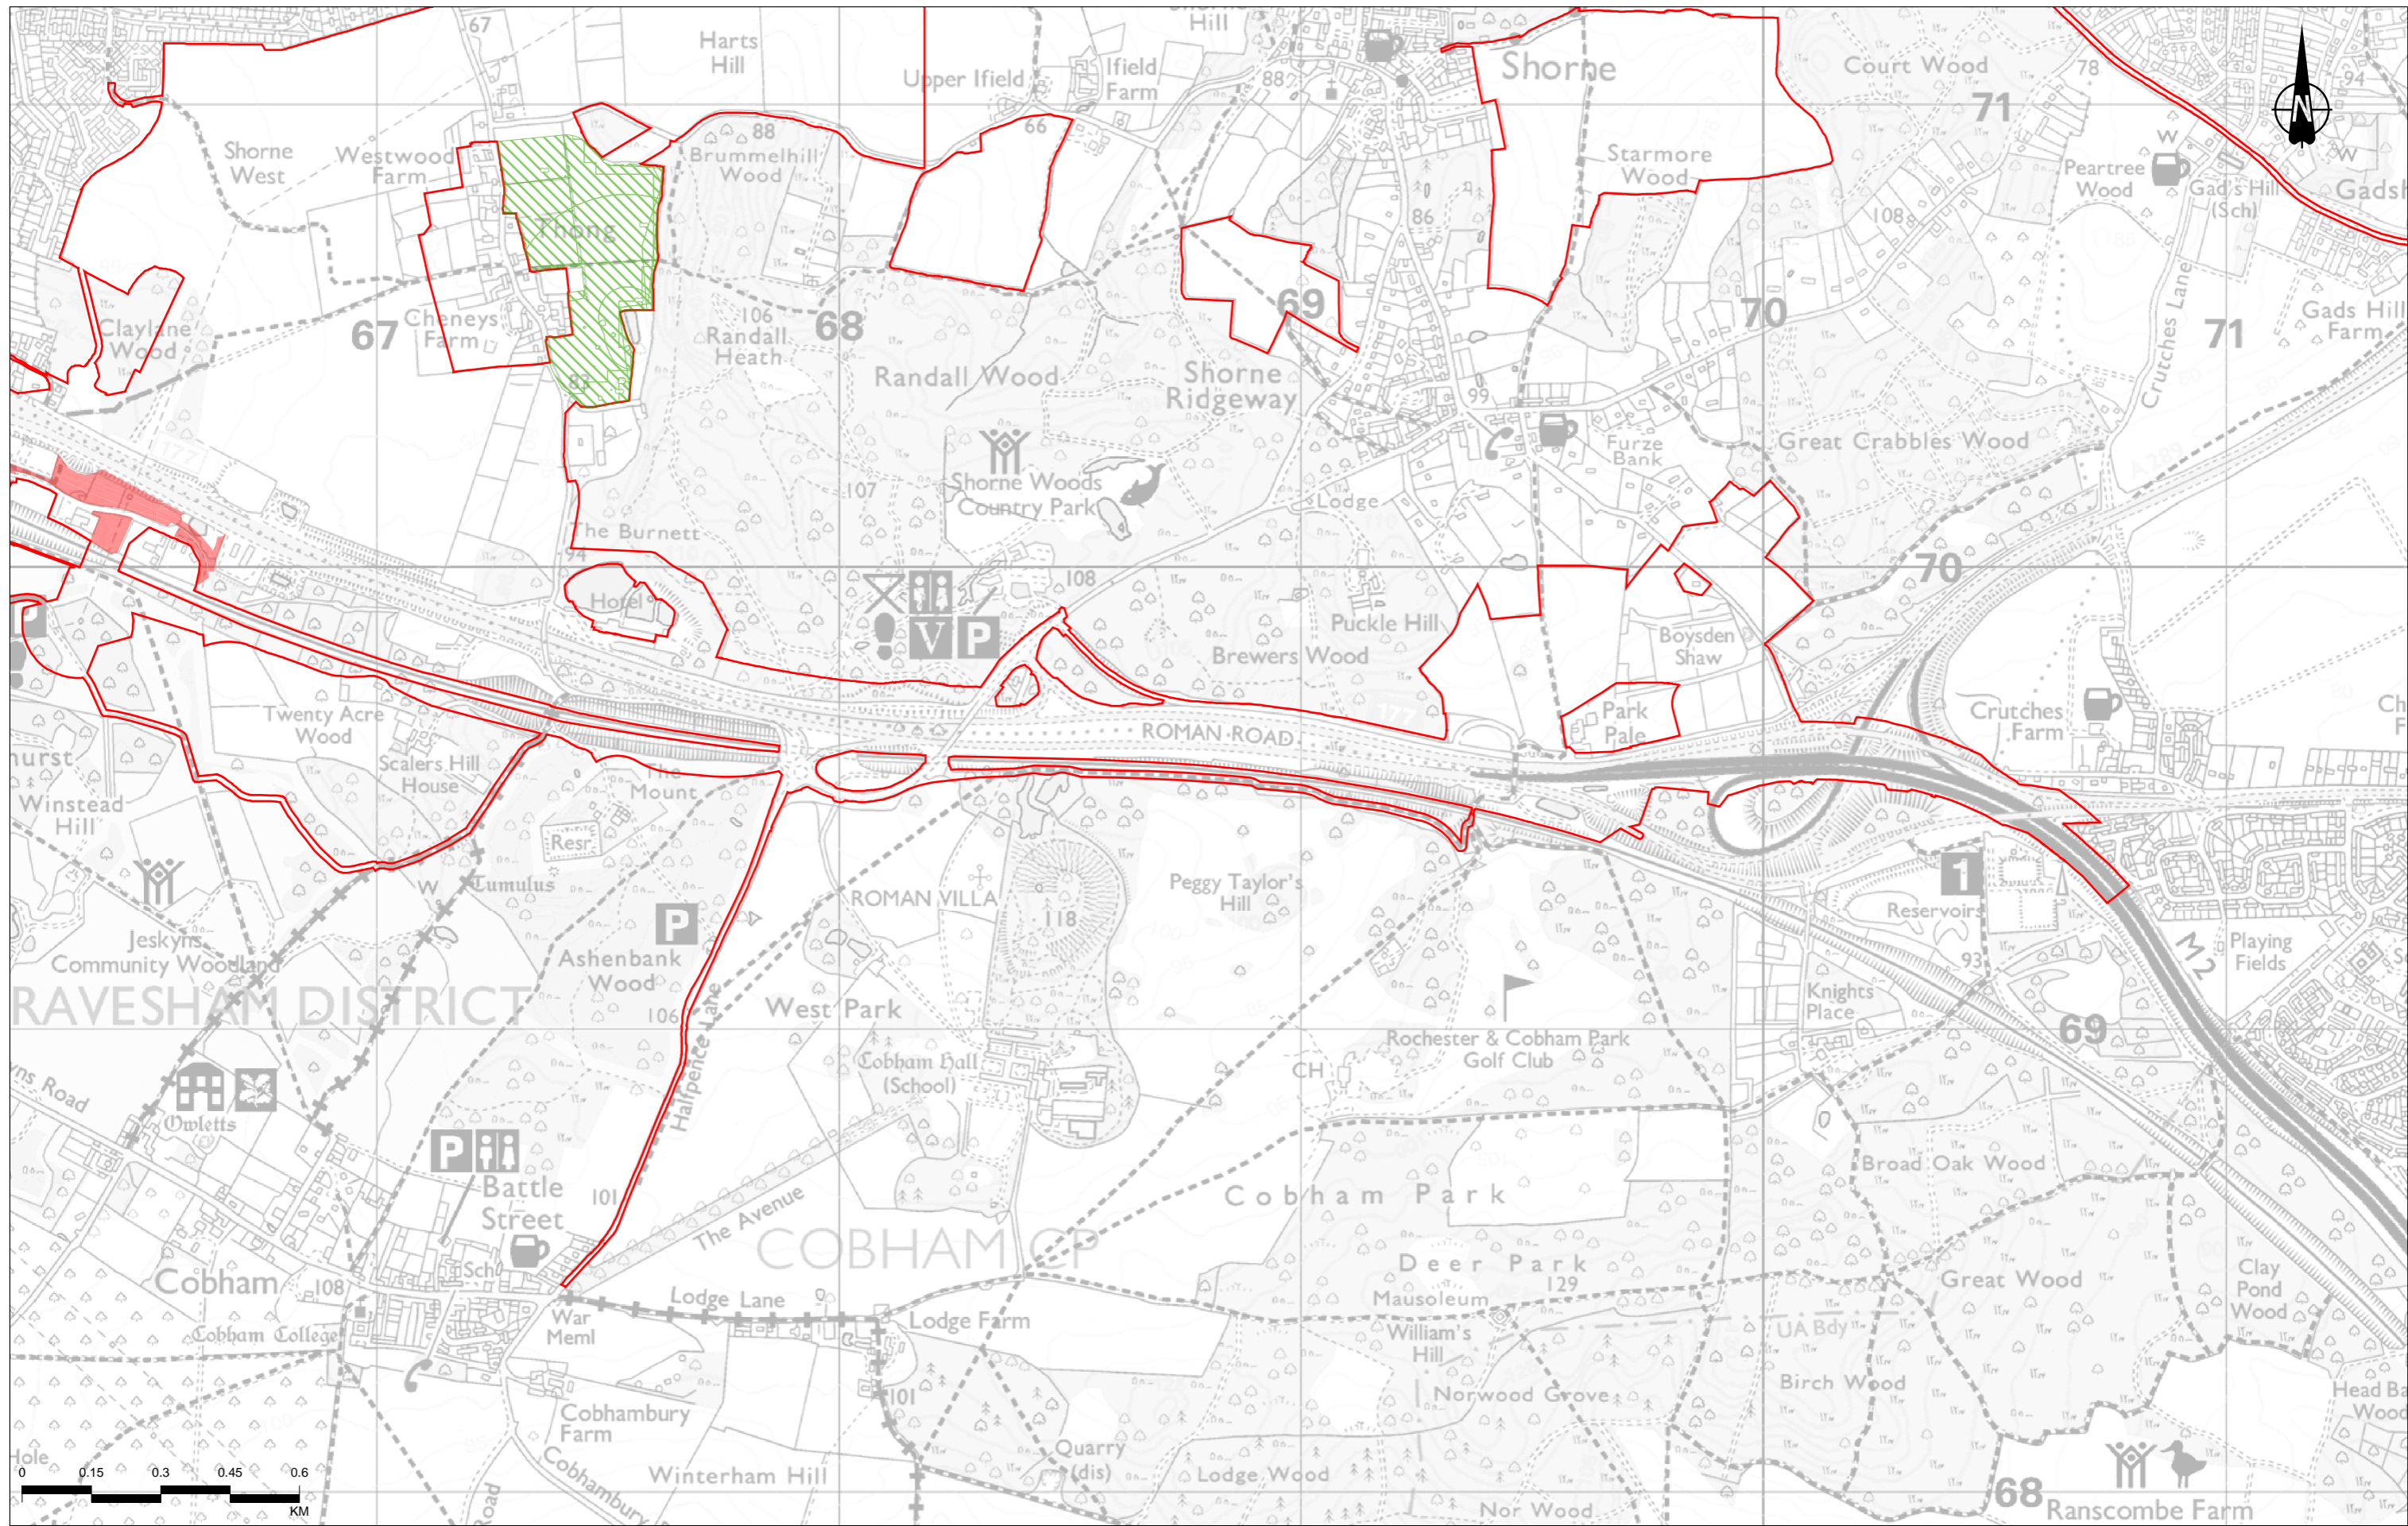 67
Harts
Hill
Upper Ifield
Ifield
Farm
Hill
88
Shorne
Court Wood
78
94
71
N
Shorne
West
Westwood
Farm
88
Brummelhill
Wood
66
Starmore
Wood
Peartree
Wood
W
Gad's Hill
(Sch)
W
Thong
86
108
Crutches Lane
Gads Hill
Farm
Claylane
Wood
67
Cheneys
Farm
106
Randall
Heath
68
69
70
71
Randall Wood
Shorne
Ridgeway
99
Furze
Bank
Great Crabbles Wood
A 289
177
107
Shorne Woods
Country Park
Lodge
The Burnett
94
108
70
Hotel
V
P
Puckle Hill
Brewers Wood
Boysden
Shaw
P
Twenty Acre
Wood
177
ROMAN ROAD
Park
Pale
Crutches
Farm
Scalers Hill
House
The
Mount
Winstead
Hill
Resr
Tumulus
W
ROMAN VILLA
118
Peggy Taylor's
Hill
1
Reservoirs
P
Jeskyns
Community Woodland
Ashenbank
Wood
106
M 2
Playing
Fields
93
RAVESHAM DISTRICT
Halfpence Lane
West Park
Knights
Place
69
Rochester & Cobham Park
Golf Club
CH
Cobham Hall
(School)
Owletts
P
Battle
Street
101
The Avenue
Cobham Park
Broad Oak Wood
COBHAM CP
Cobham
108
Sch
Deer Park
129
Mausoleum
Great Wood
Clay
Pond
Wood
Lodge Lane
Lodge Farm
War
Meml
Cobham College
William's
Hill
UA Bdy
Norwood Grove
Birch Wood
101
Cobhambury
Farm
Cobhambury
Road
Winterham Hill
Quarry
(dis)
Lodge Wood
Nor Wood
68
Ranscombe Farm
0 0.15 0.3 0.45 0.6
KM